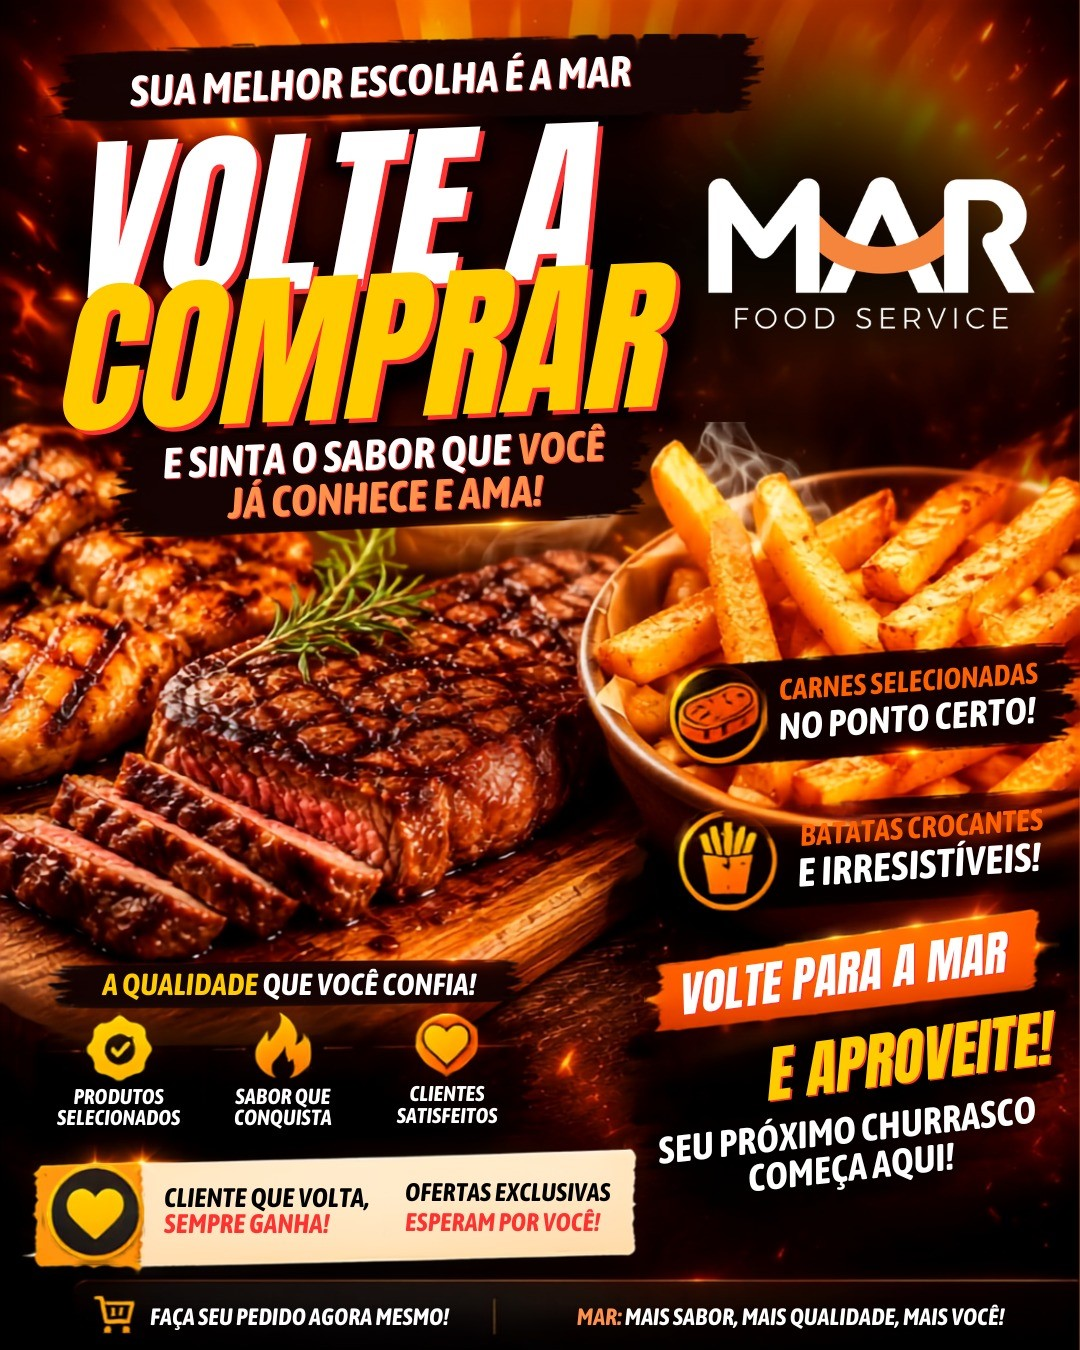 SUA MELHOR ESCOLHA É A MAR
VOLTE A
COMPRAR
MAR
FOOD SERVICE
E SINTA O SABOR QUE VOCÊ
JÁ CONHECE E AMA!
CARNES SELECIONADAS
NO PONTO CERTO!
BATATAS CROCANTES
E IRRESISTÍVEIS!
VOLTE PARA A MAR
E APROVEITE!
SEU PRÓXIMO CHURRASCO
COMEÇA AQUI!
A QUALIDADE QUE VOCÊ CONFIA!
PRODUTOS
SELECIONADOS
SABOR QUE
CONQUISTA
CLIENTES
SATISFEITOS
CLIENTE QUE VOLTA,
SEMPRE GANHA!
OFERTAS EXCLUSIVAS
ESPERAM POR VOCÊ!
FAÇA SEU PEDIDO AGORA MESMO!
MAR: MAIS SABOR, MAIS QUALIDADE, MAIS VOCÊ!